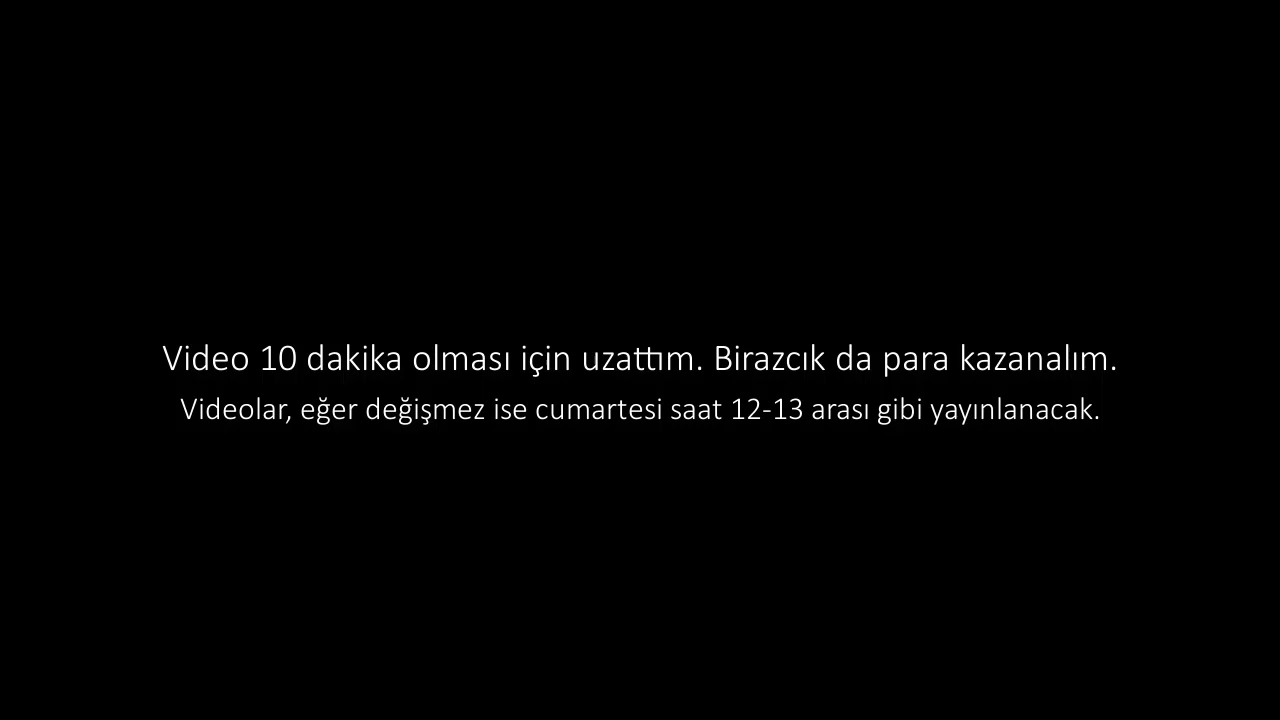 Video 10 dakika olması için uzattım. Birazcık da para kazanalım.
Videolar, eğer değişmez ise cumartesi saat 12-13 arası gibi yayınlanacak.